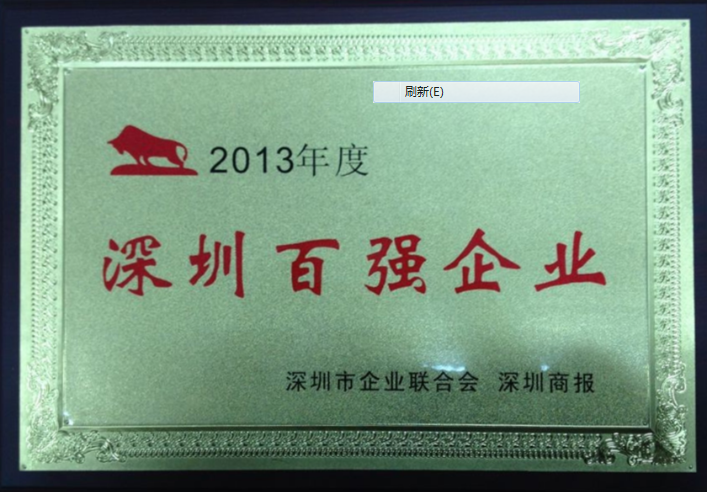 刷新(E)
2013年度
深圳百强企业
深圳市企业联合会 深圳商报